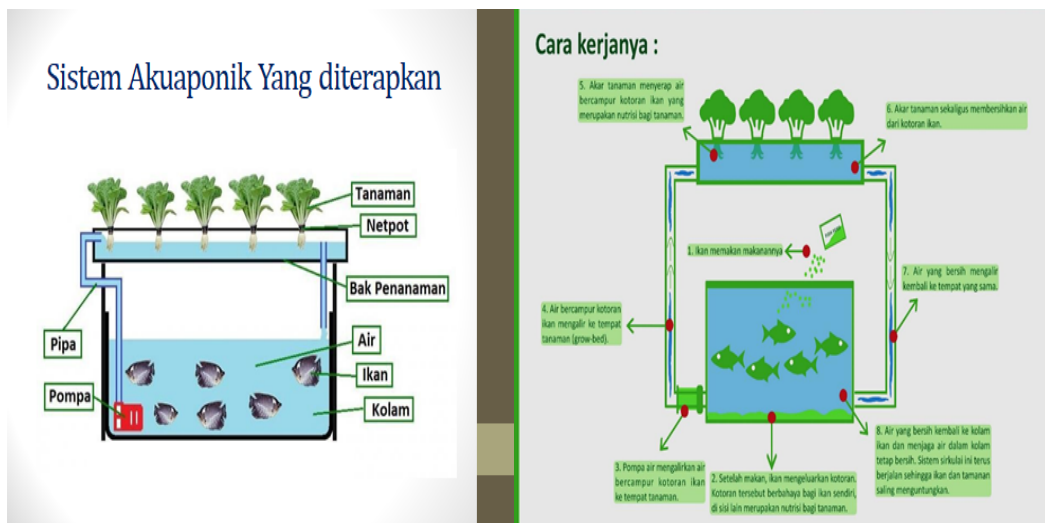 Sistem Akuaponik Yang diterapkan
Tanaman
Netpot
Bak Penanaman
Pipa
Air
Ikan
Pompa
Kolam
Cara kerjanya :
5. Akar tanaman menyerap air
bercampur kotoran ikan yang
merupakan nutrisi bagi tanaman.
6. Akar tanaman sekaligus membersihkan air
dari kotoran ikan.
1. Ikan memakan makanannya
7. Air yang bersih mengalir
kembali ke tempat yang sama.
4. Air bercampur kotoran
ikan mengalir ke tempat
tanaman (grow-bed).
3. Pompa air mengalirkan air
bercampur kotoran ikan
ke tempat tanaman.
2. Setelah makan, ikan mengeluarkan kotoran.
Kotoran tersebut berbahaya bagi ikan sendiri,
di sisi lain merupakan nutrisi bagi tanaman.
8. Air yang bersih kembali ke kolam
ikan dan menjaga air dalam kolam
tetap bersih. Sistem sirkulai ini terus
berjalan sehingga ikan dan tamanan
saling menguntungkan.